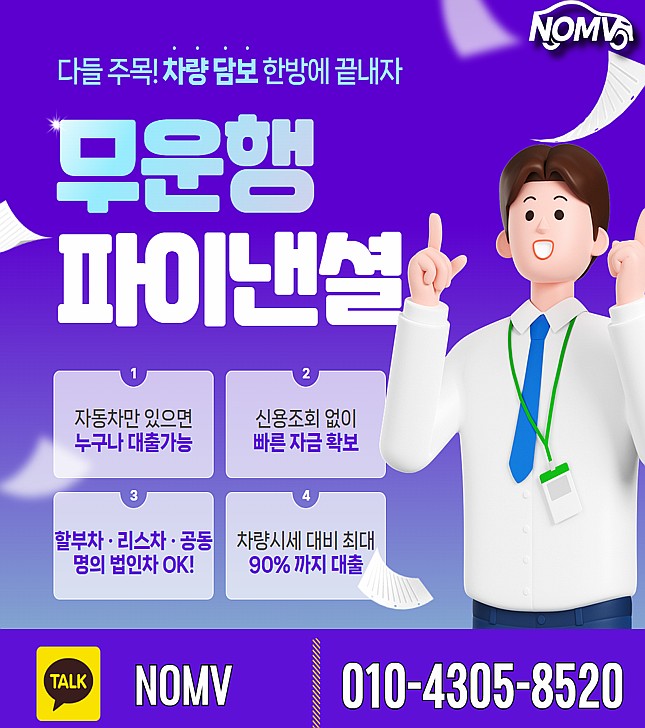 NOMV
다들 주목! 차량 담보 한방에 끝내자
무운행
파이낸셜
1
자동차만 있으면
누구나 대출가능
2
신용조회 없이
빠른 자금 확보
3
할부차·리스차·공동
명의 법인차 OK!
4
차량시세 대비 최대
90% 까지 대출
TALK
NOMV
010-4305-8520